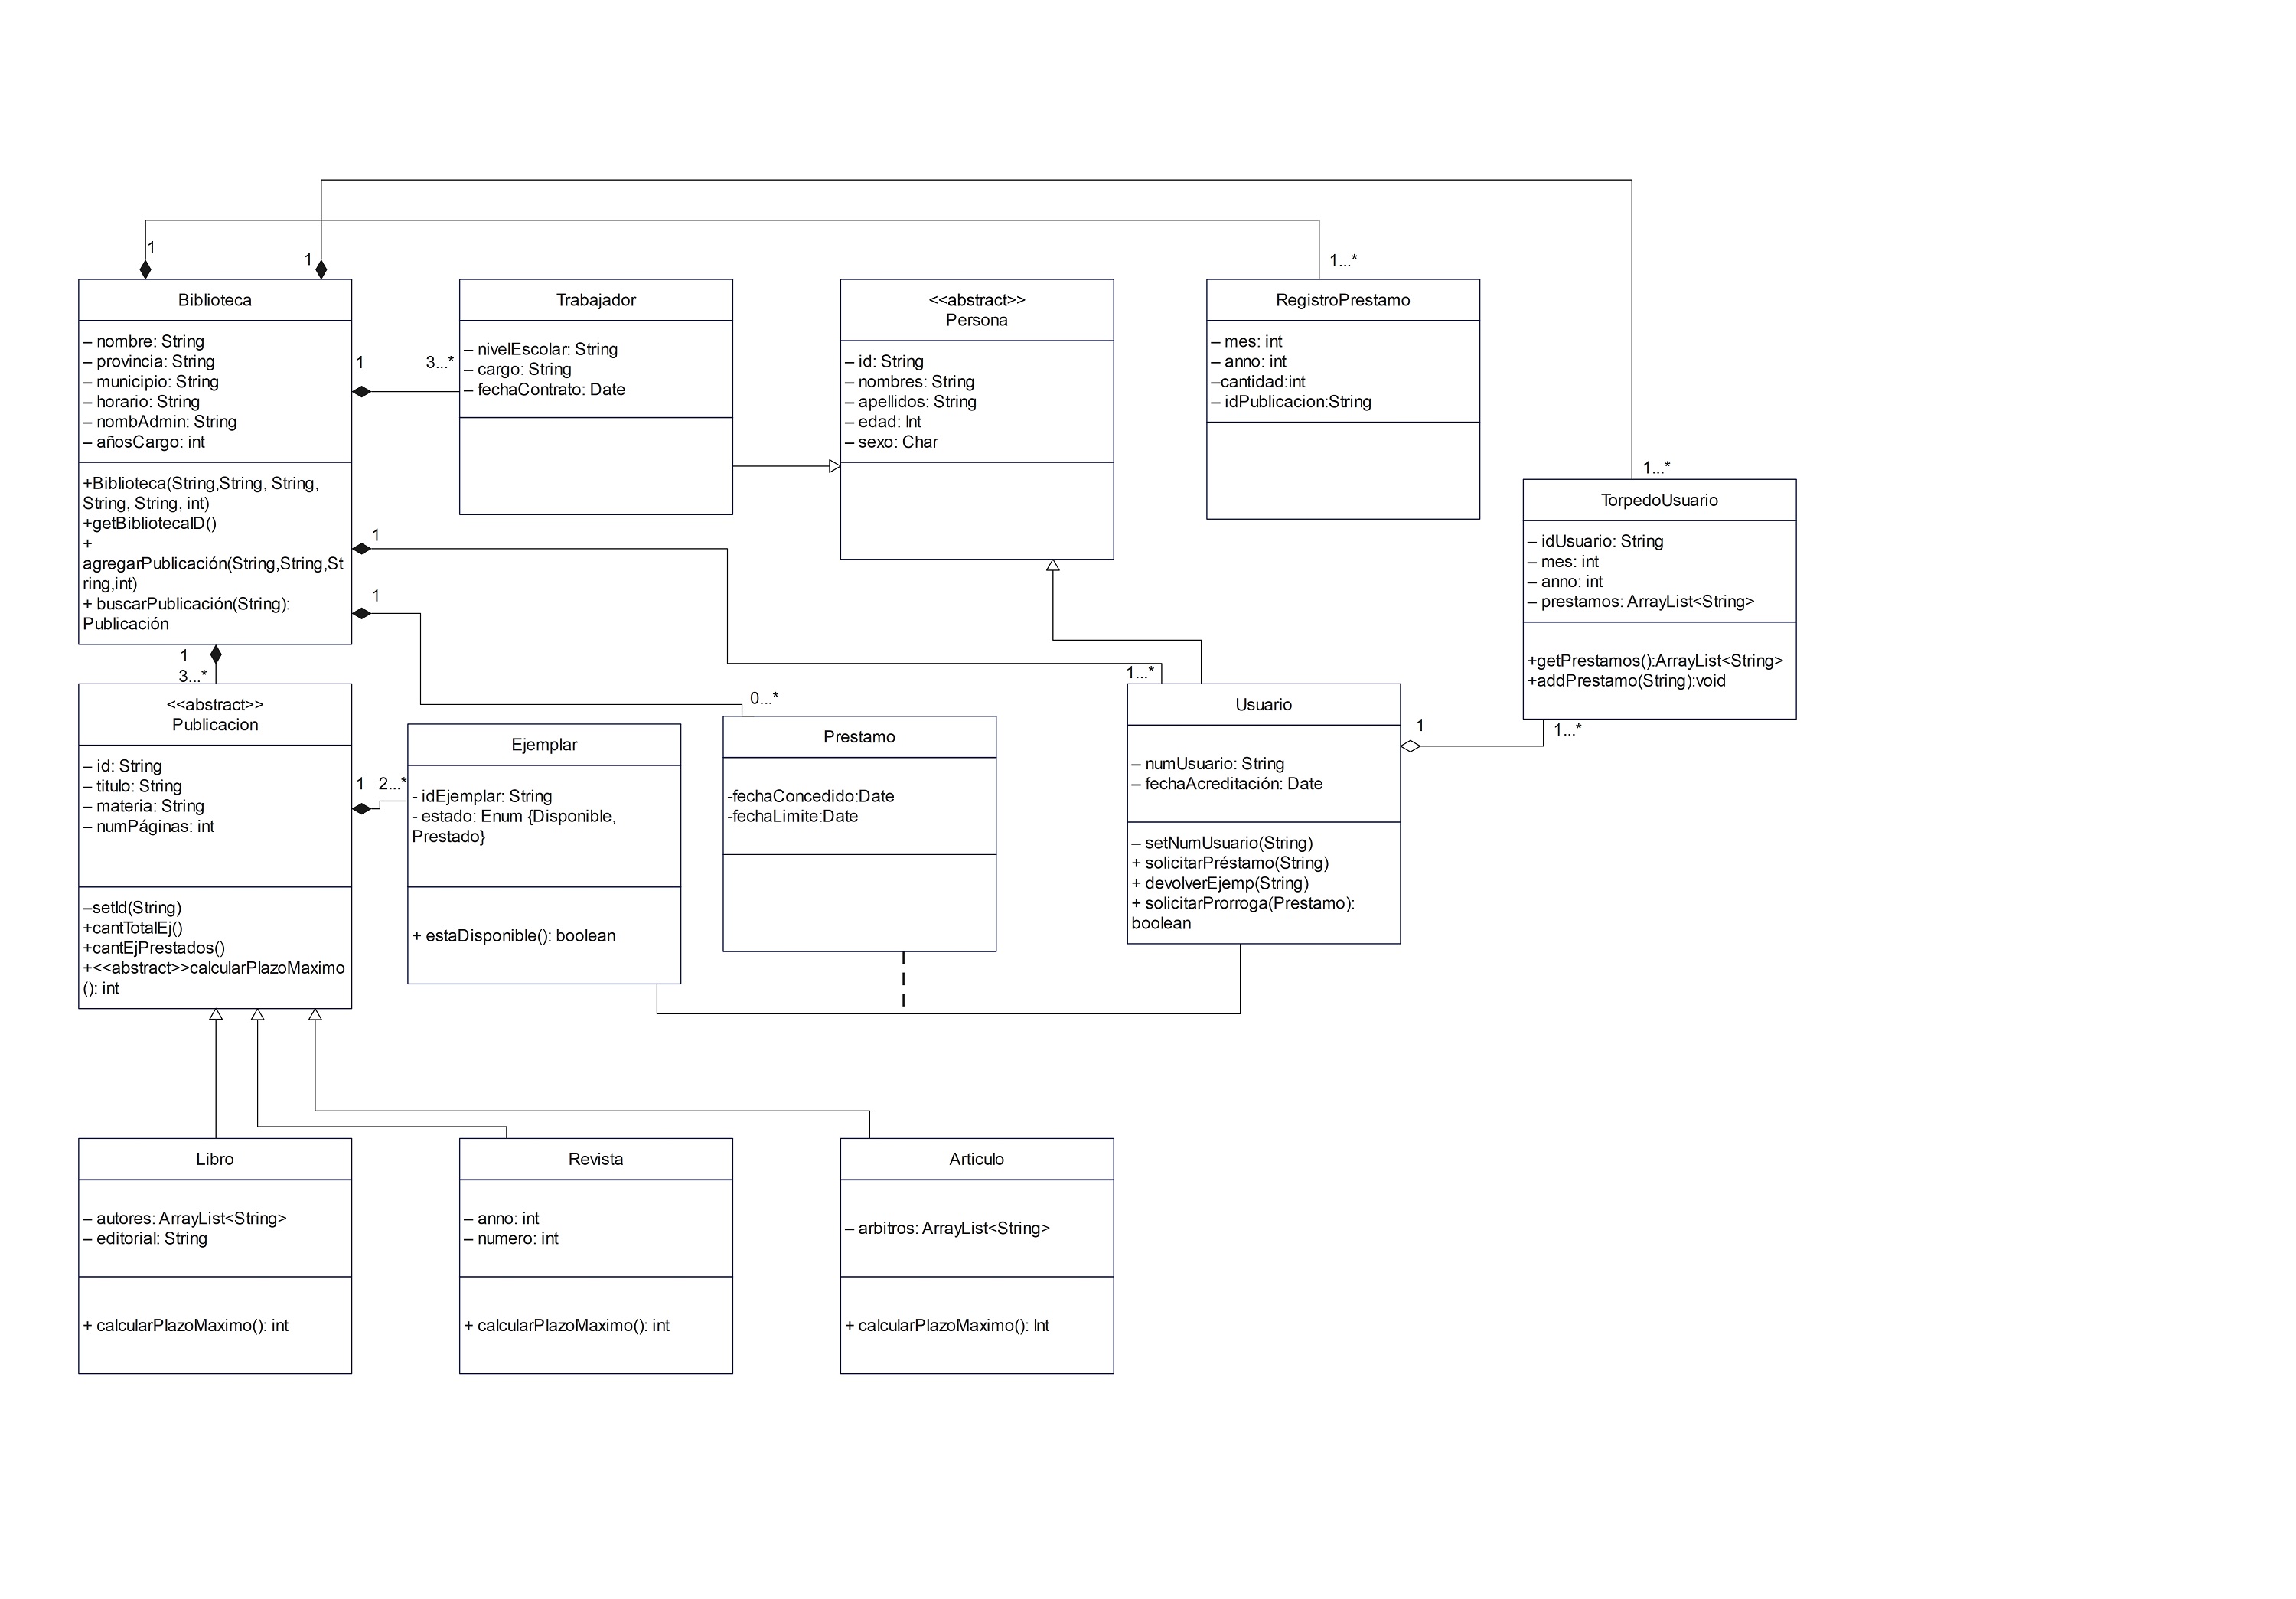 1
1
1...*
Biblioteca
– nombre: String
– provincia: String
– municipio: String
– horario: String
– nombAdmin: String
– añosCargo: int
+Biblioteca(String,String, String,
String, String, int)
+getBibliotecaID()
+
agregarPublicación(String,String,St
ring,int)
+ buscarPublicación(String):
Publicación
1
3...*
Trabajador
– nivelEscolar: String
– cargo: String
– fechaContrato: Date
<<abstract>>
Persona
– id: String
– nombres: String
– apellidos: String
– edad: Int
– sexo: Char
RegistroPrestamo
– mes: int
– anno: int
–cantidad:int
– idPublicacion:String
1...*
TorpedoUsuario
– idUsuario: String
– mes: int
– anno: int
– prestamos: ArrayList<String>
+getPrestamos():ArrayList<String>
+addPrestamo(String):void
1
1
1
3...*
1...*
0...*
<<abstract>>
Publicacion
– id: String
– titulo: String
– materia: String
– numPáginas: int
–setId(String)
+cantTotalEj()
+cantEjPrestados()
+<<abstract>>calcularPlazoMaximo
(): int
1
2...*
Ejemplar
- idEjemplar: String
- estado: Enum {Disponible,
Prestado}
+ estaDisponible(): boolean
Prestamo
-fechaConcedido:Date
-fechaLimite:Date
Usuario
– numUsuario: String
– fechaAcreditación: Date
– setNumUsuario(String)
+ solicitarPréstamo(String)
+ devolverEjemp(String)
+ solicitarProrroga(Prestamo):
boolean
1
1...*
Libro
– autores: ArrayList<String>
– editorial: String
+ calcularPlazoMaximo(): int
Revista
– anno: int
– numero: int
+ calcularPlazoMaximo(): int
Articulo
– arbitros: ArrayList<String>
+ calcularPlazoMaximo(): Int